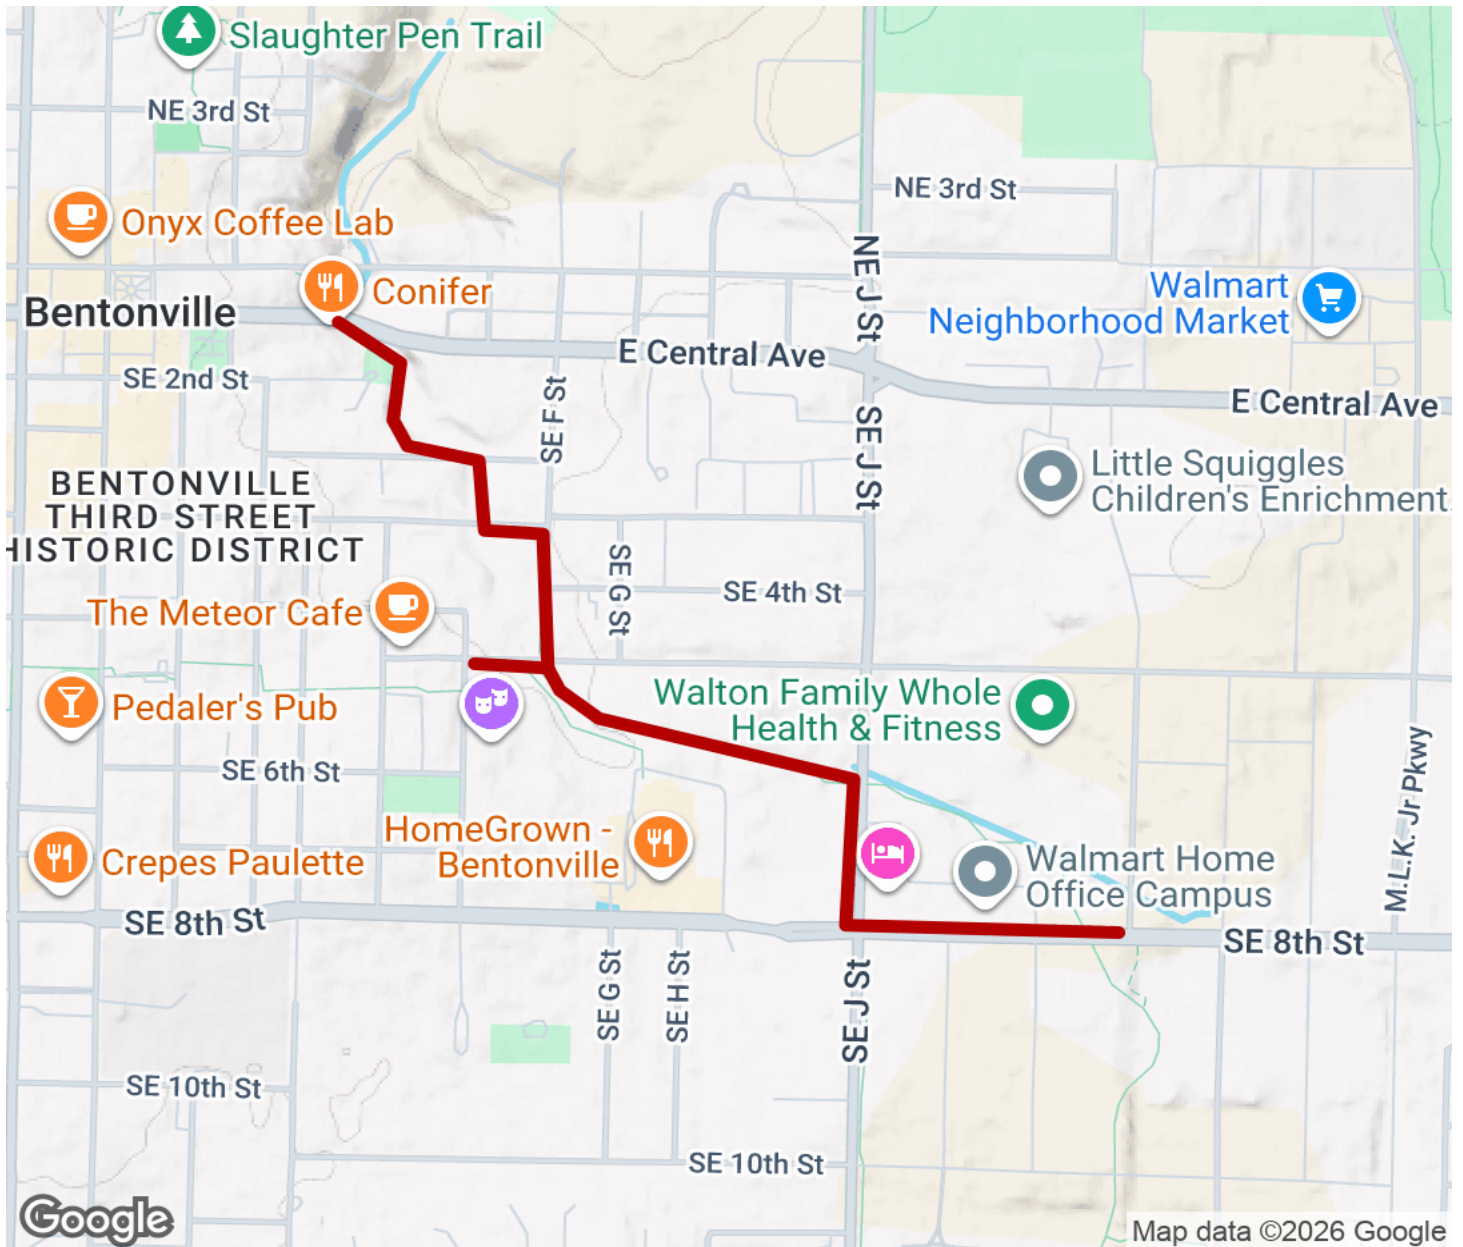 Slaughter Pen Trail
NE 3rd St
NE 3rd St
Onyx Coffee Lab
NE J St
Conifer
Walmart
Neighborhood Market
Bentonville
E Central Ave
SE 2nd St
SE F St
E Central Ave
SE J St
Little Squiggles
Children's Enrichment
BENTONVILLE
THIRD STREET
HISTORIC DISTRICT
SE G St
SE 4th St
The Meteor Cafe
Walton Family Whole
Health & Fitness
Pedaler's Pub
SE 6th St
M.L.K. Jr Pkwy
HomeGrown -
Bentonville
Crepes Paulette
Walmart Home
Office Campus
SE 8th St
SE 8th St
SE G St
SE H St
SE J St
SE 10th St
SE 10th St
Google
Map data ©2026 Google